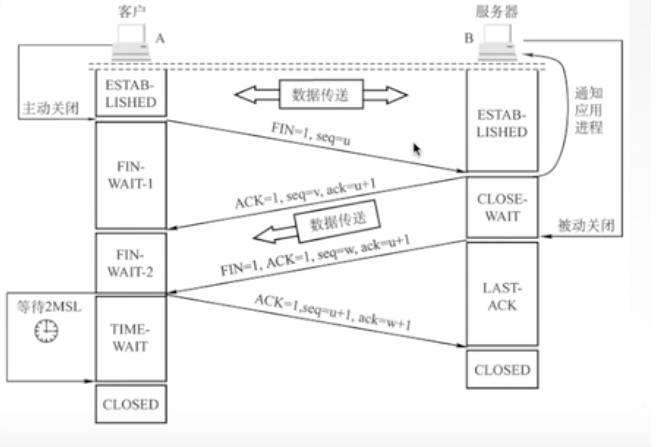 客户
服务器
A
B
ESTAB-
LISHED
数据传送
ESTAB-
LISHED
通知
应用
进程
主动关闭
FIN=1, seq=u
FIN-
WAIT-1
ACK=1, seq=v, ack=u+1
CLOSE-
WAIT
数据传送
被动关闭
FIN-
WAIT-2
FIN=1, ACK=1, seq=w, ack=u+1
LAST-
ACK
等待2MSL
ACK=1,seq=u+1, ack=w+1
TIME-
WAIT
CLOSED
CLOSED